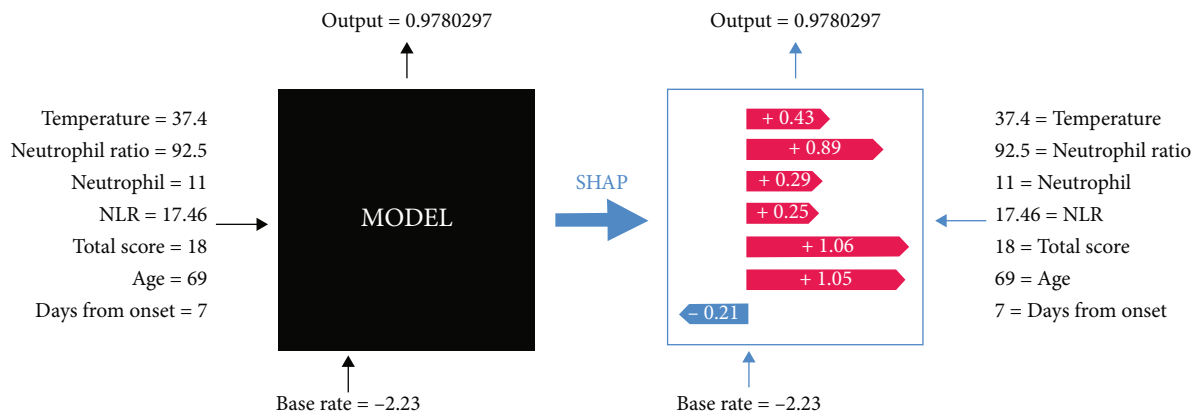 Output = 0.9780297
Temperature = 37.4
Neutrophil ratio = 92.5
Neutrophil = 11
NLR = 17.46
Total score = 18
Age = 69
Days from onset = 7
MODEL
Base rate = –2.23
SHAP
Output = 0.9780297
+ 0.43
+ 0.89
+ 0.29
+ 0.25
+ 1.06
+ 1.05
– 0.21
37.4 = Temperature
92.5 = Neutrophil ratio
11 = Neutrophil
17.46 = NLR
18 = Total score
69 = Age
7 = Days from onset
Base rate = –2.23